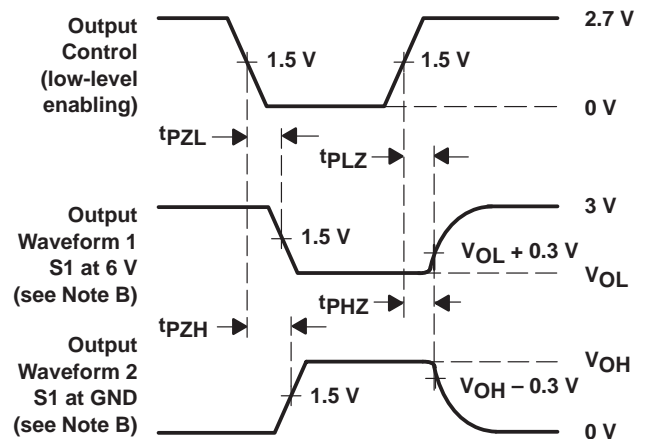 Output
Control
(low-level
enabling)
2.7 V
1.5 V
1.5 V
0 V
tPZL
tPLZ
Output
Waveform 1
S1 at 6 V
(see Note B)
3 V
1.5 V
VOL + 0.3 V
VOL
tPHZ
tPZH
Output
Waveform 2
S1 at GND
(see Note B)
VOH
1.5 V
VOH − 0.3 V
0 V